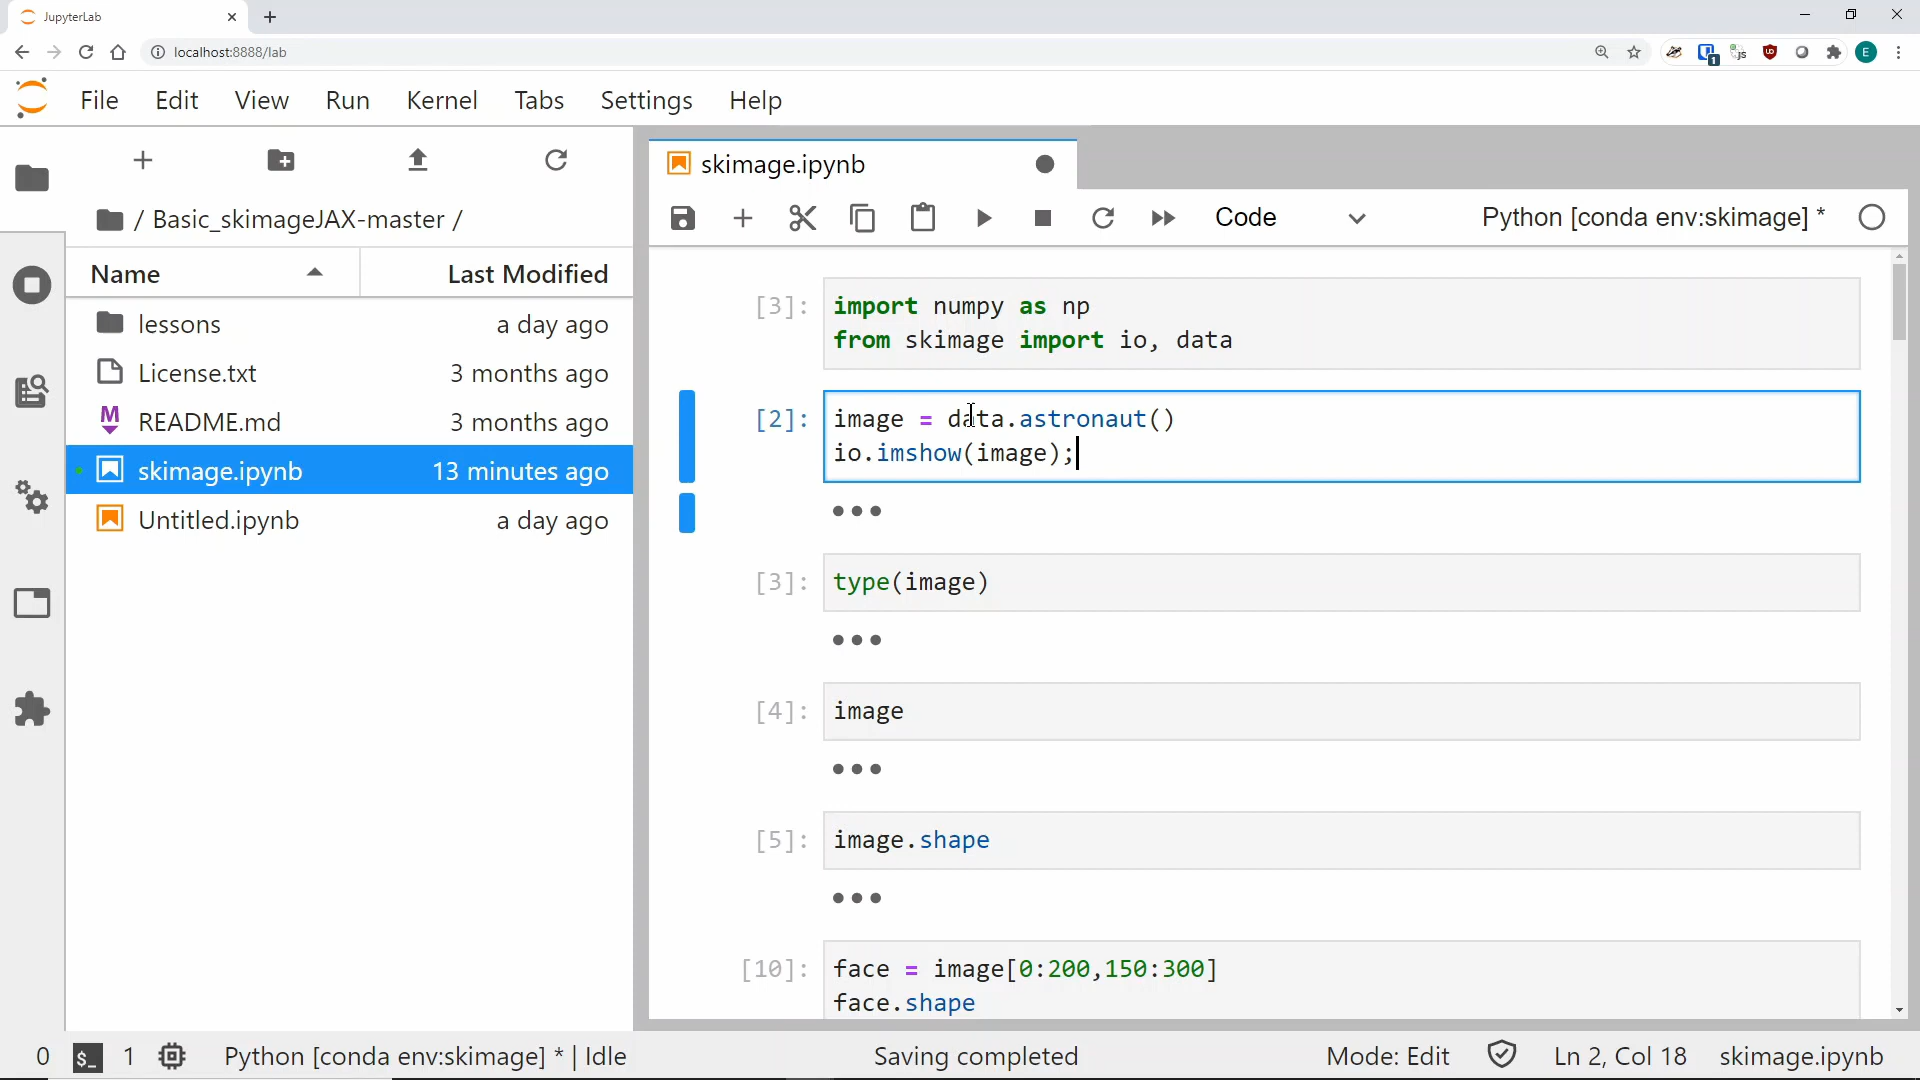 JupyterLab
localhost:8888/lab
1
JS
E
File Edit View Run Kernel Tabs Settings Help
/ Basic_skimageJAX-master /
Name Last Modified
lessons a day ago
License.txt 3 months ago
M README.md 3 months ago
skimage.ipynb 13 minutes ago
Untitled.ipynb a day ago
skimage.ipynb
Code Python [conda env:skimage] *
[3]: import numpy as np
from skimage import io, data
[2]: image = data.astronaut()
io.imshow(image);
[3]: type(image)
[4]: image
[5]: image.shape
[10]: face = image[0:200,150:300]
face.shape
0 $_ 1 Python [conda env:skimage] * | Idle Saving completed Mode: Edit Ln 2, Col 18 skimage.ipynb